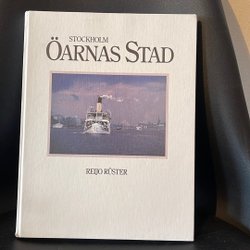 STOCKHOLM
ÖARNAS STAD
REIJO RÜSTER